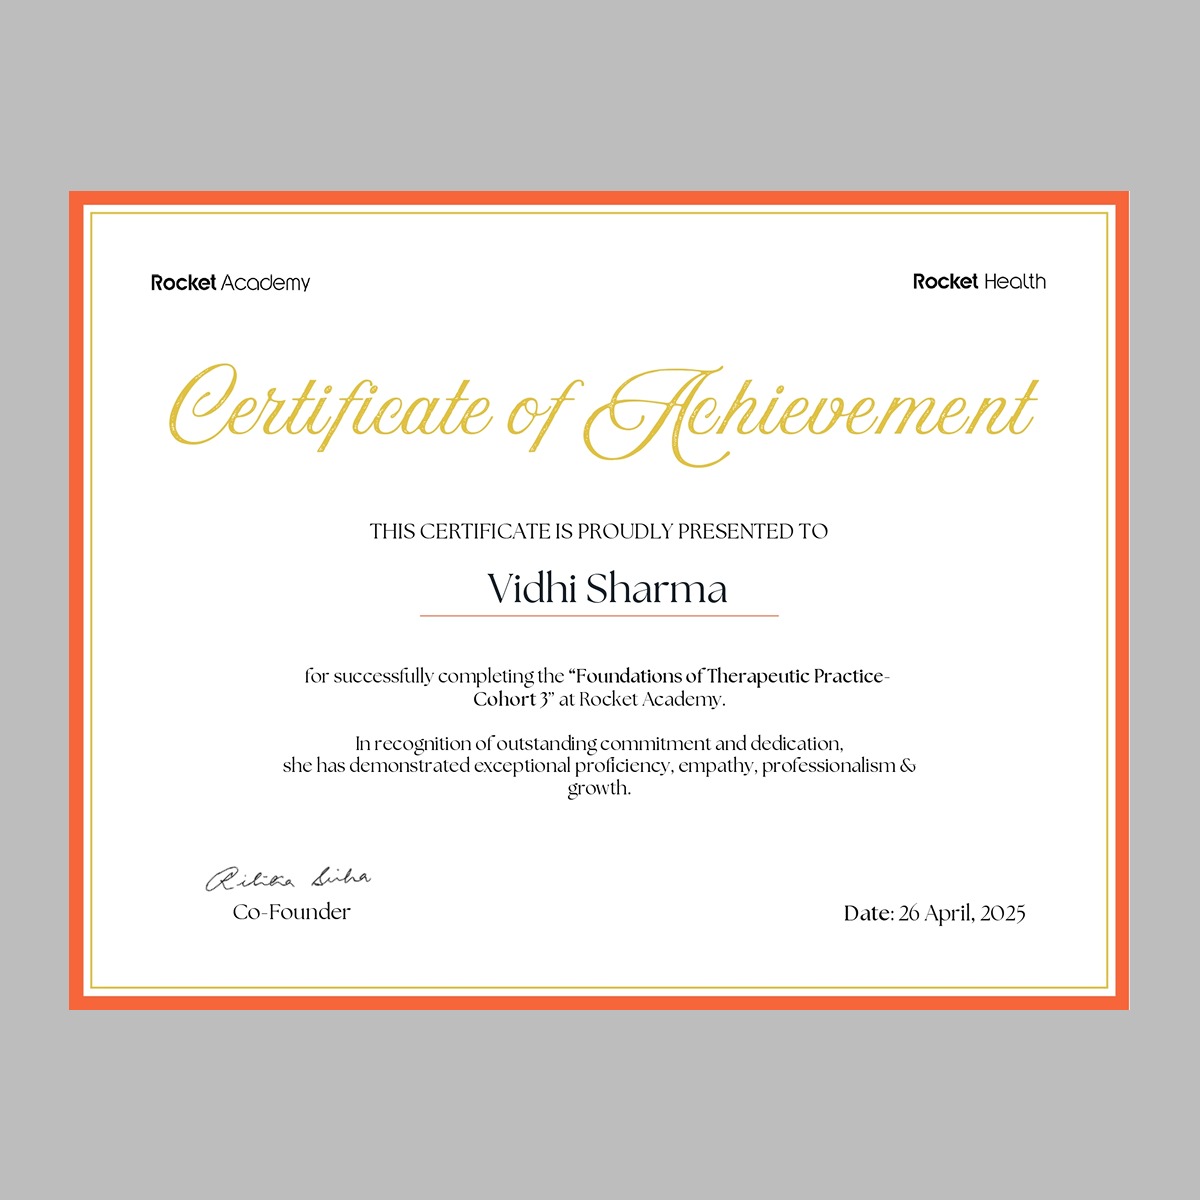 Rocket Academy
Rocket Health
Certificate of Achievement
THIS CERTIFICATE IS PROUDLY PRESENTED TO
Vidhi Sharma
for successfully completing the “Foundations of Therapeutic Practice-
Cohort 3” at Rocket Academy.
In recognition of outstanding commitment and dedication,
she has demonstrated exceptional proficiency, empathy, professionalism &
growth.
Co-Founder
Date: 26 April, 2025